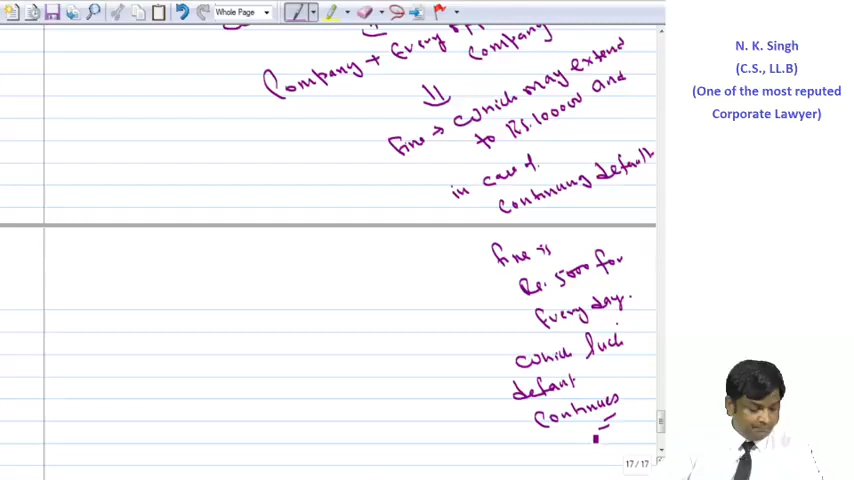 Whole Page
N. K. Singh
(C.S., LL.B)
(One of the most reputed
Corporate Lawyer)
Company + Every
Company
fine → which may extend
to Rs.10000 and
in case of
continuing default
fine is
Rs. 5000 for
Every day.
which such
defaut
continues
17/17